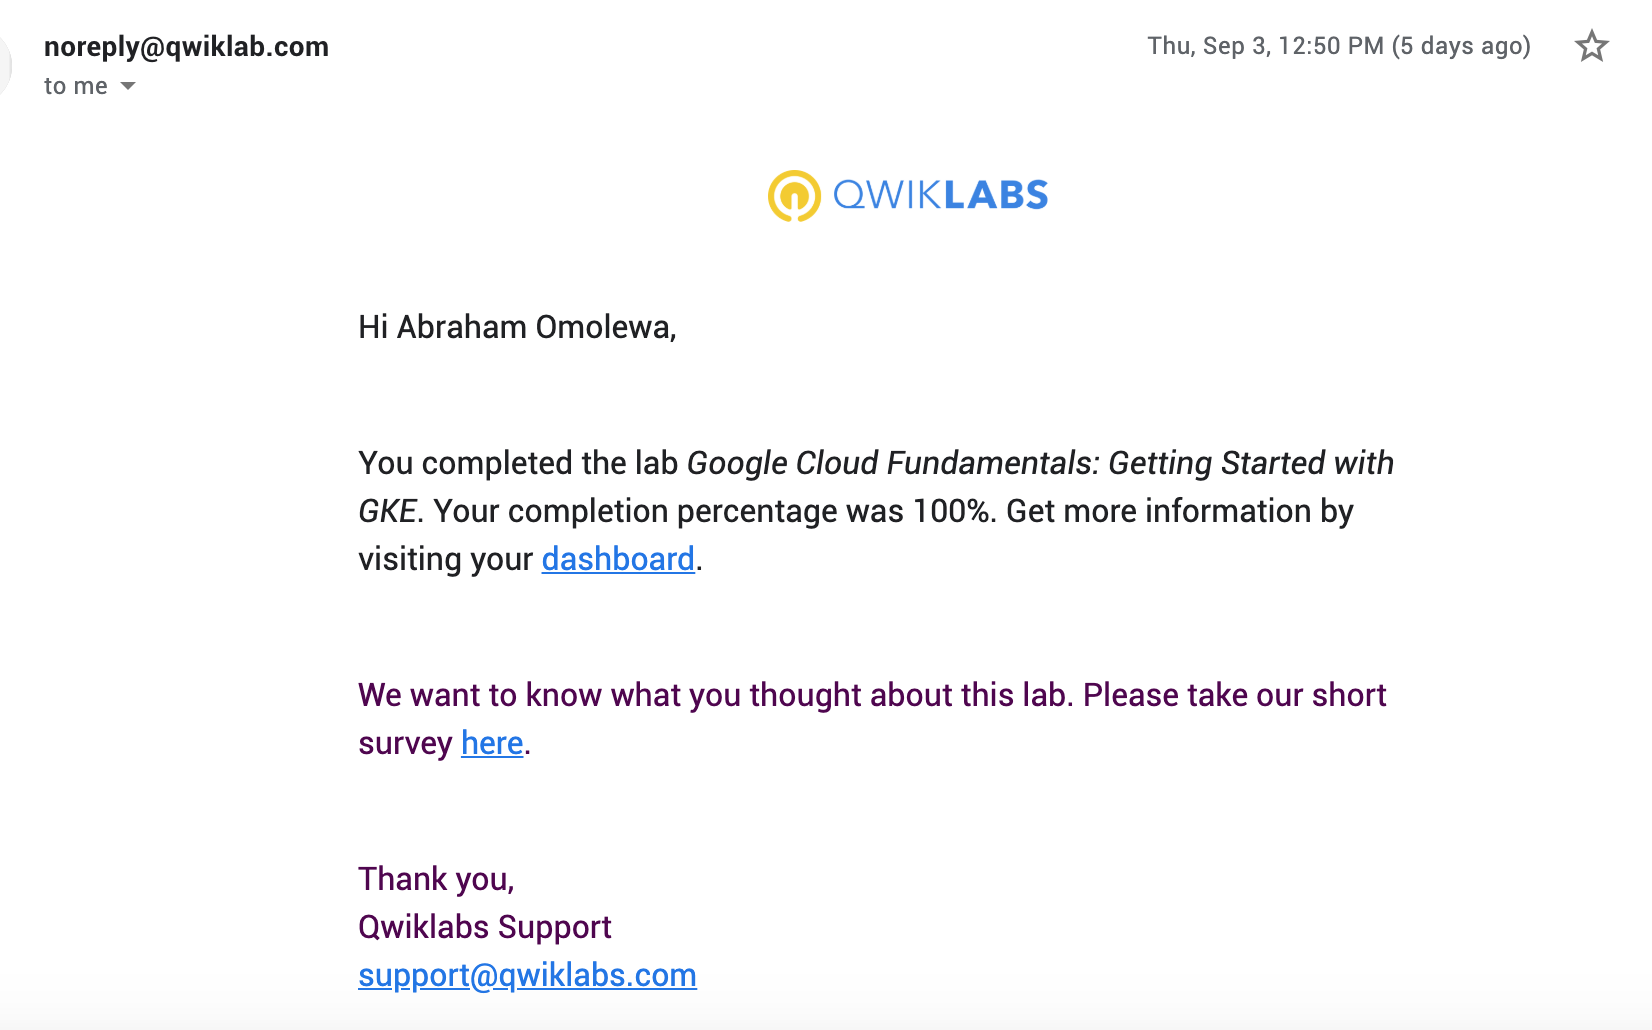 noreply@qwiklab.com
Thu, Sep 3, 12:50 PM (5 days ago)
to me
QWIKLABS
Hi Abraham Omolewa,
You completed the lab Google Cloud Fundamentals: Getting Started with
GKE. Your completion percentage was 100%. Get more information by
visiting your dashboard.
We want to know what you thought about this lab. Please take our short
survey here.
Thank you,
Qwiklabs Support
support@qwiklabs.com